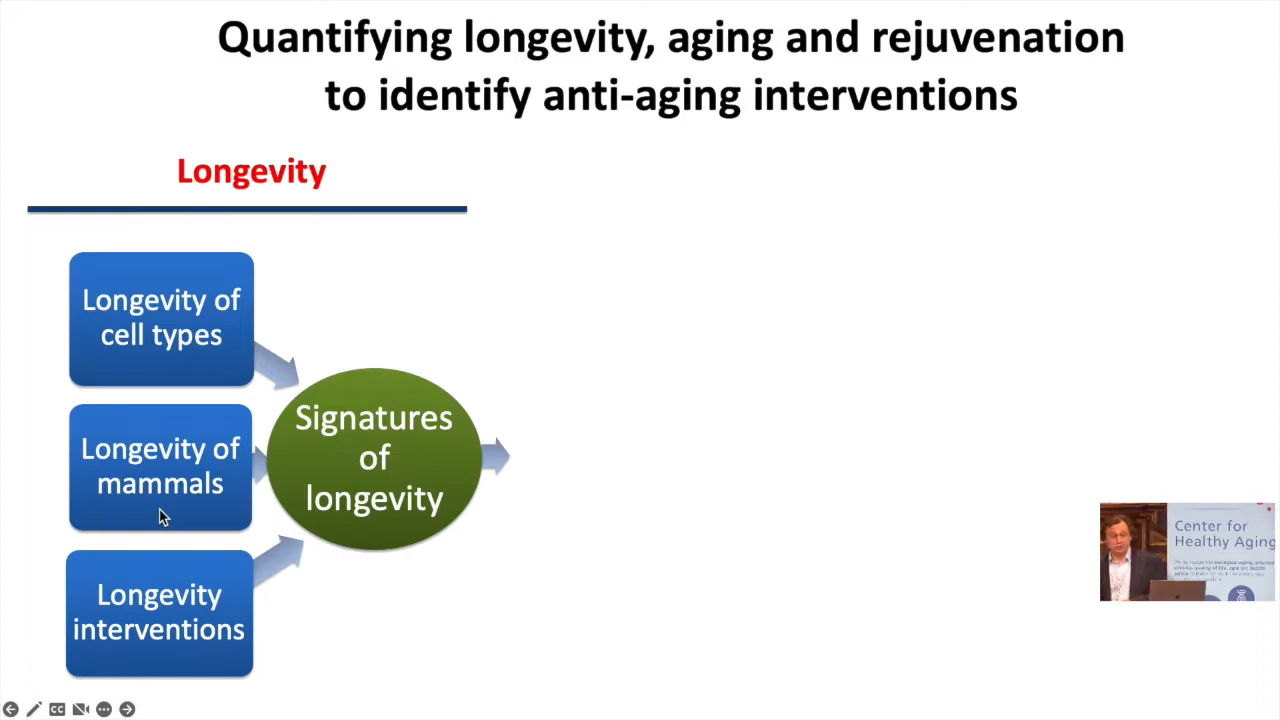 Quantifying longevity, aging and rejuvenation
to identify anti-aging interventions
Longevity
Longevity of
cell types
Longevity of
mammals
Longevity
interventions
Signatures
of
longevity
Center for
Healthy Aging
CC